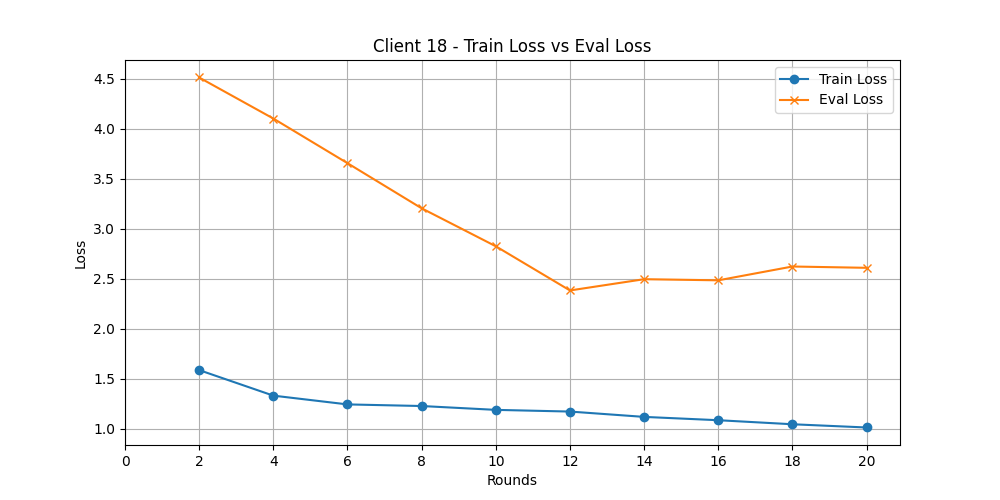 Client 18 - Train Loss vs Eval Loss
Train Loss
Eval Loss
4.5
4.0
3.5
3.0
2.5
2.0
1.5
1.0
Loss
0 2 4 6 8 10 12 14 16 18 20
Rounds